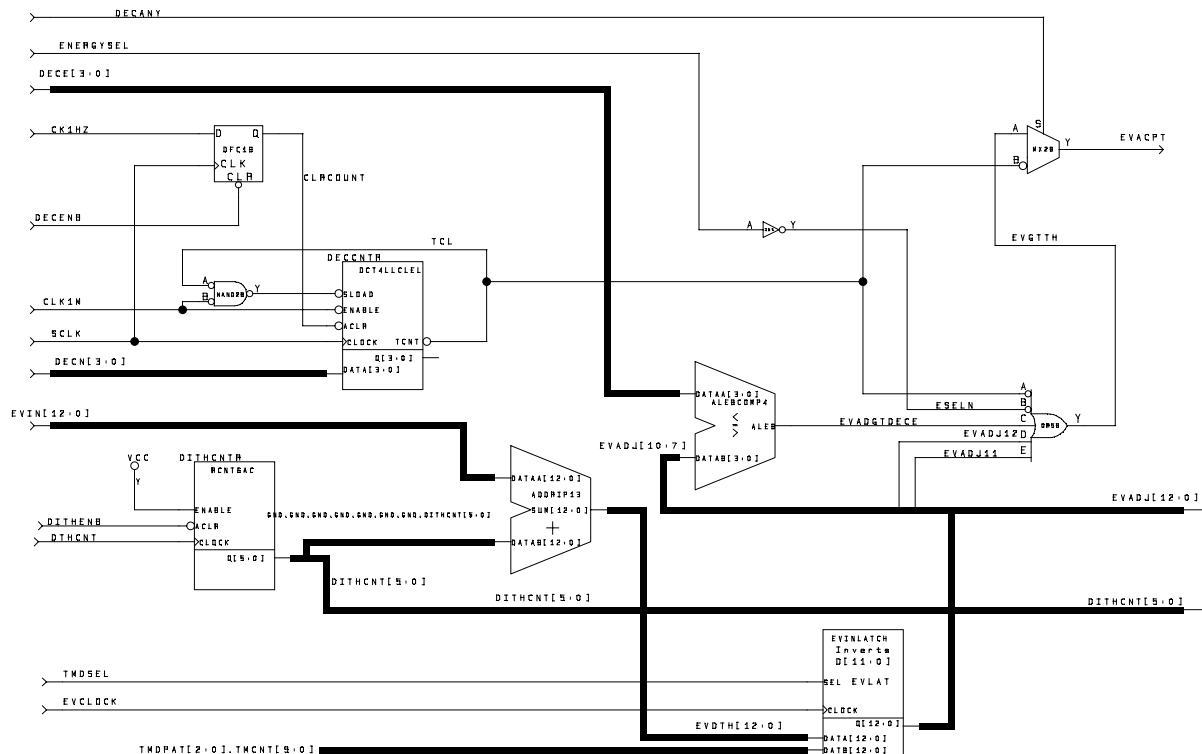 DECANY
ENERGYSEL
DECE[3:0]
CK1HZ
D Q
DFC1B
CLK
CLR
CLRCOUNT
DECENB
S
A
MX2B
Y
EVACPT
B
A
Y
TCL
EVGTTH
DECCNTR
DCT4LLCLEL
A
B
NAND2B
Y
SLOAD
CLK1M
ENABLE
ACLR
SCLK
CLOCK TCNT
Q[3:0]
DECN[3:0]
DATA[3:0]
DATAA[3:0]
ALEBCOMP4
<
=
>
ALEB
A
ESELN
B
EVADGTDECE
C
Y
OR5B
EVADJ12
D
EVADJ11
E
EVIN[12:0]
EVADJ[10:7]
DATAB[3:0]
VCC
Y
DITHCNTR
RCNT6AC
DATAA[12:0]
ADDRIP13
EVADJ[12:0]
ENABLE
GND,GND,GND,GND,GND,GND,GND,DITHCNT[5:0]
SUM[12:0]
+
DITHENB
ACLR
DTHCNT
CLOCK
DATAB[12:0]
Q[5:0]
DITHCNT[5:0]
DITHCNT[5:0]
DITHCNT[5:0]
EVINLATCH
Inverts
D[11:0]
TMDSEL
SEL EVLAT
EVCLOCK
CLOCK
Q[12:0]
EVDTH[12:0]
DATA[12:0]
TMDPAT[2:0],TMCNT[9:0]
DATB[12:0]